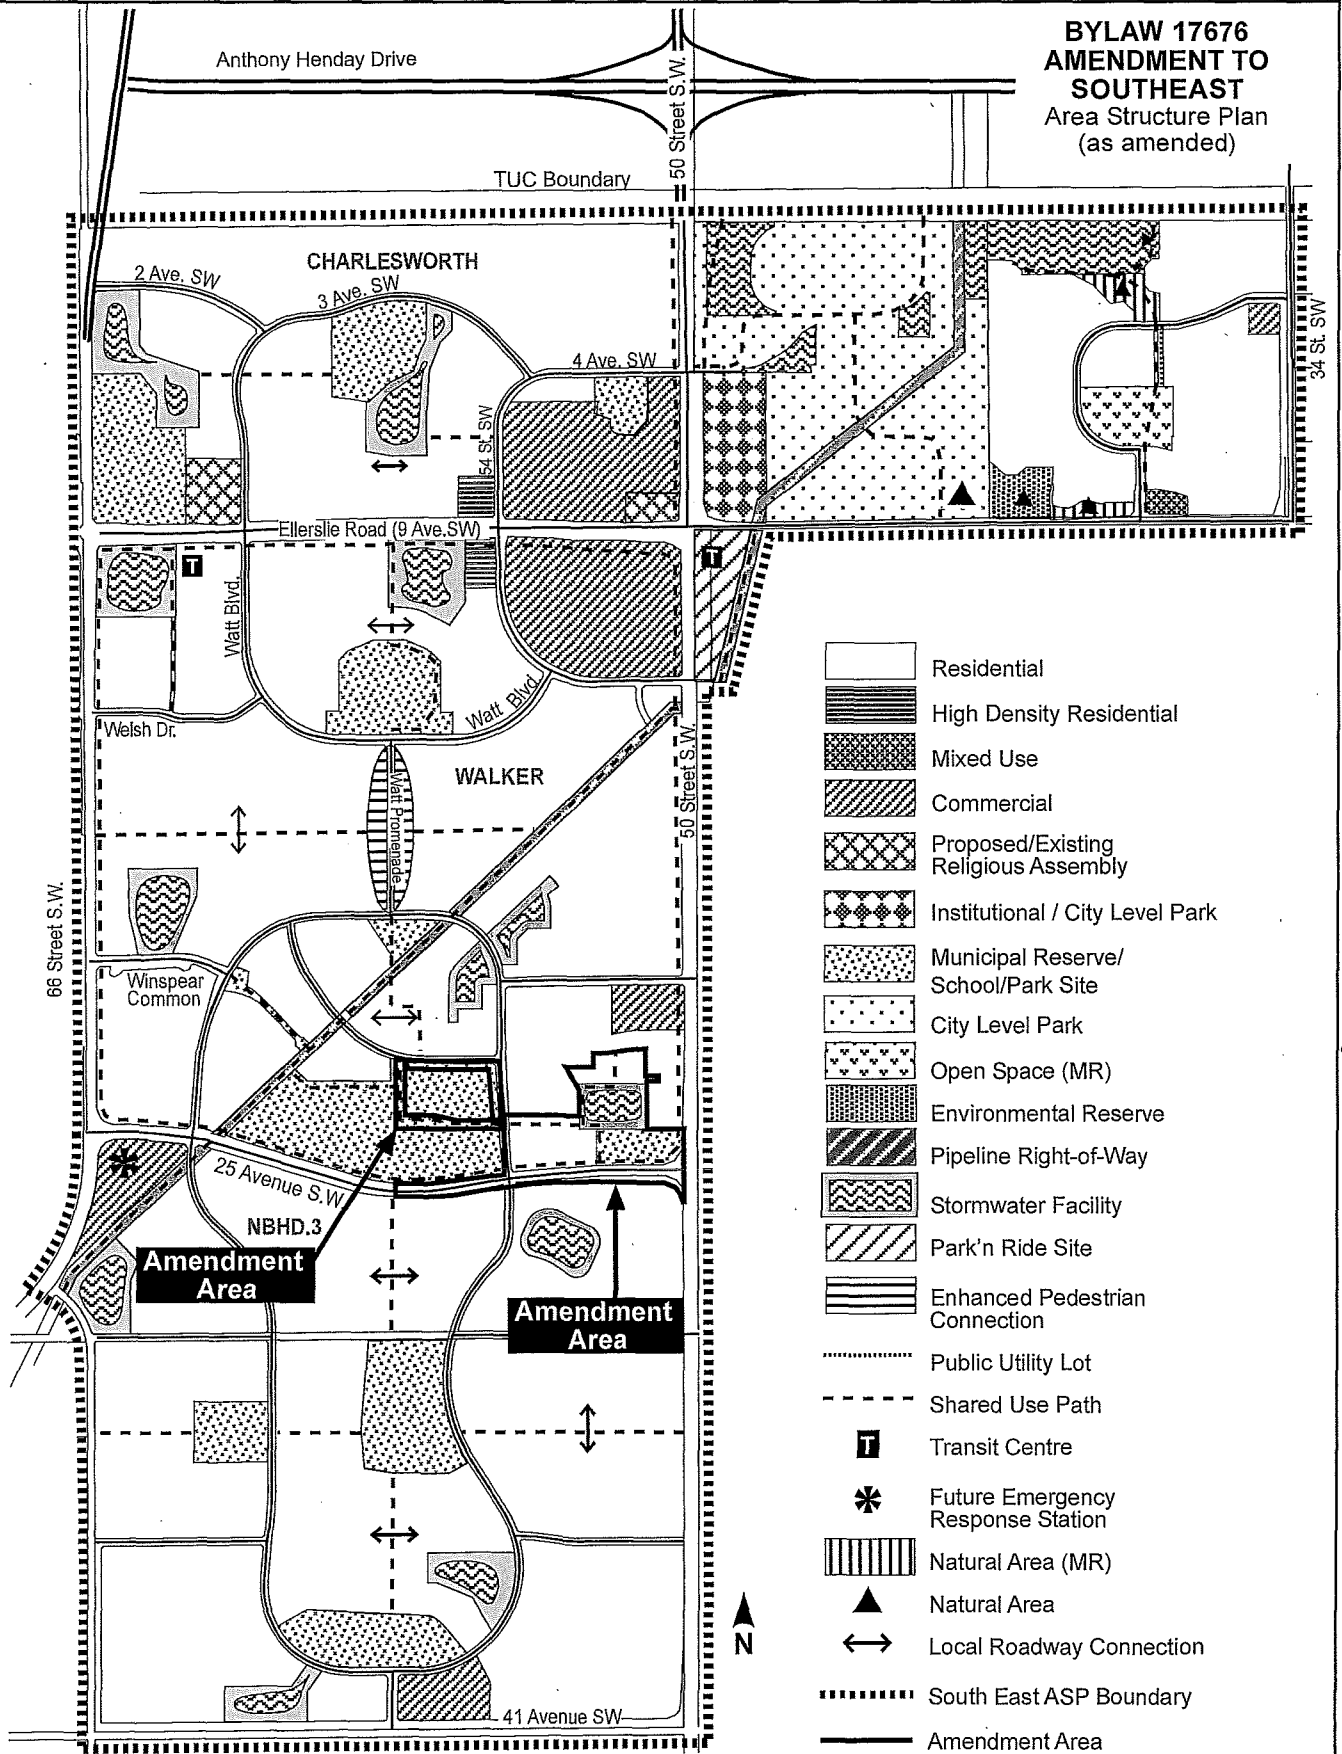 BYLAW 17676
AMENDMENT TO
SOUTHEAST
Area Structure Plan
(as amended)
Anthony Henday Drive
50 Street S.W.
TUC Boundary
CHARLESWORTH
2 Ave. SW
3 Ave. SW
4 Ave. SW
54 St. SW
34 St. SW
Ellerslie Road (9 Ave.SW)
T
T
Watt Blvd.
Watt Blvd.
Welsh Dr.
WALKER
Watt Promenade
50 Street S.W.
66 Street S.W.
Winspear
Common
25 Avenue S.W
NBHD.3
Amendment
Area
Amendment
Area
41 Avenue SW
N
Residential
High Density Residential
Mixed Use
Commercial
Proposed/Existing
Religious Assembly
Institutional / City Level Park
Municipal Reserve/
School/Park Site
City Level Park
Open Space (MR)
Environmental Reserve
Pipeline Right-of-Way
Stormwater Facility
Park'n Ride Site
Enhanced Pedestrian
Connection
Public Utility Lot
Shared Use Path
T Transit Centre
Future Emergency
Response Station
Natural Area (MR)
Natural Area
Local Roadway Connection
South East ASP Boundary
Amendment Area